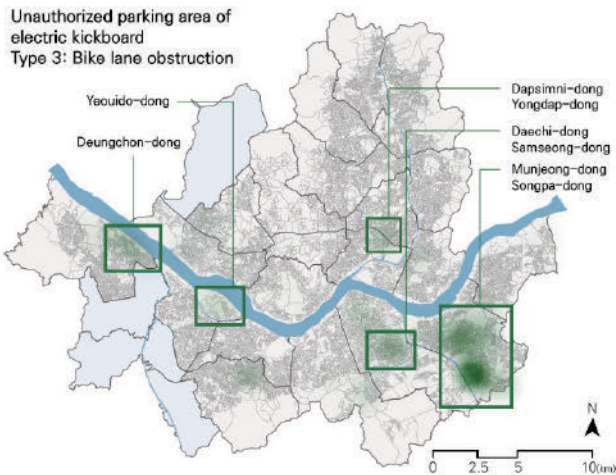 Unauthorized parking area of
electric kickboard
Type 3: Bike lane obstruction
Yeouido-dong
Deungchon-dong
Dapsimni-dong
Yongdap-dong
Daechi-dong
Samseong-dong
Munjeong-dong
Songpa-dong
N
0 2.5 5 10(km)